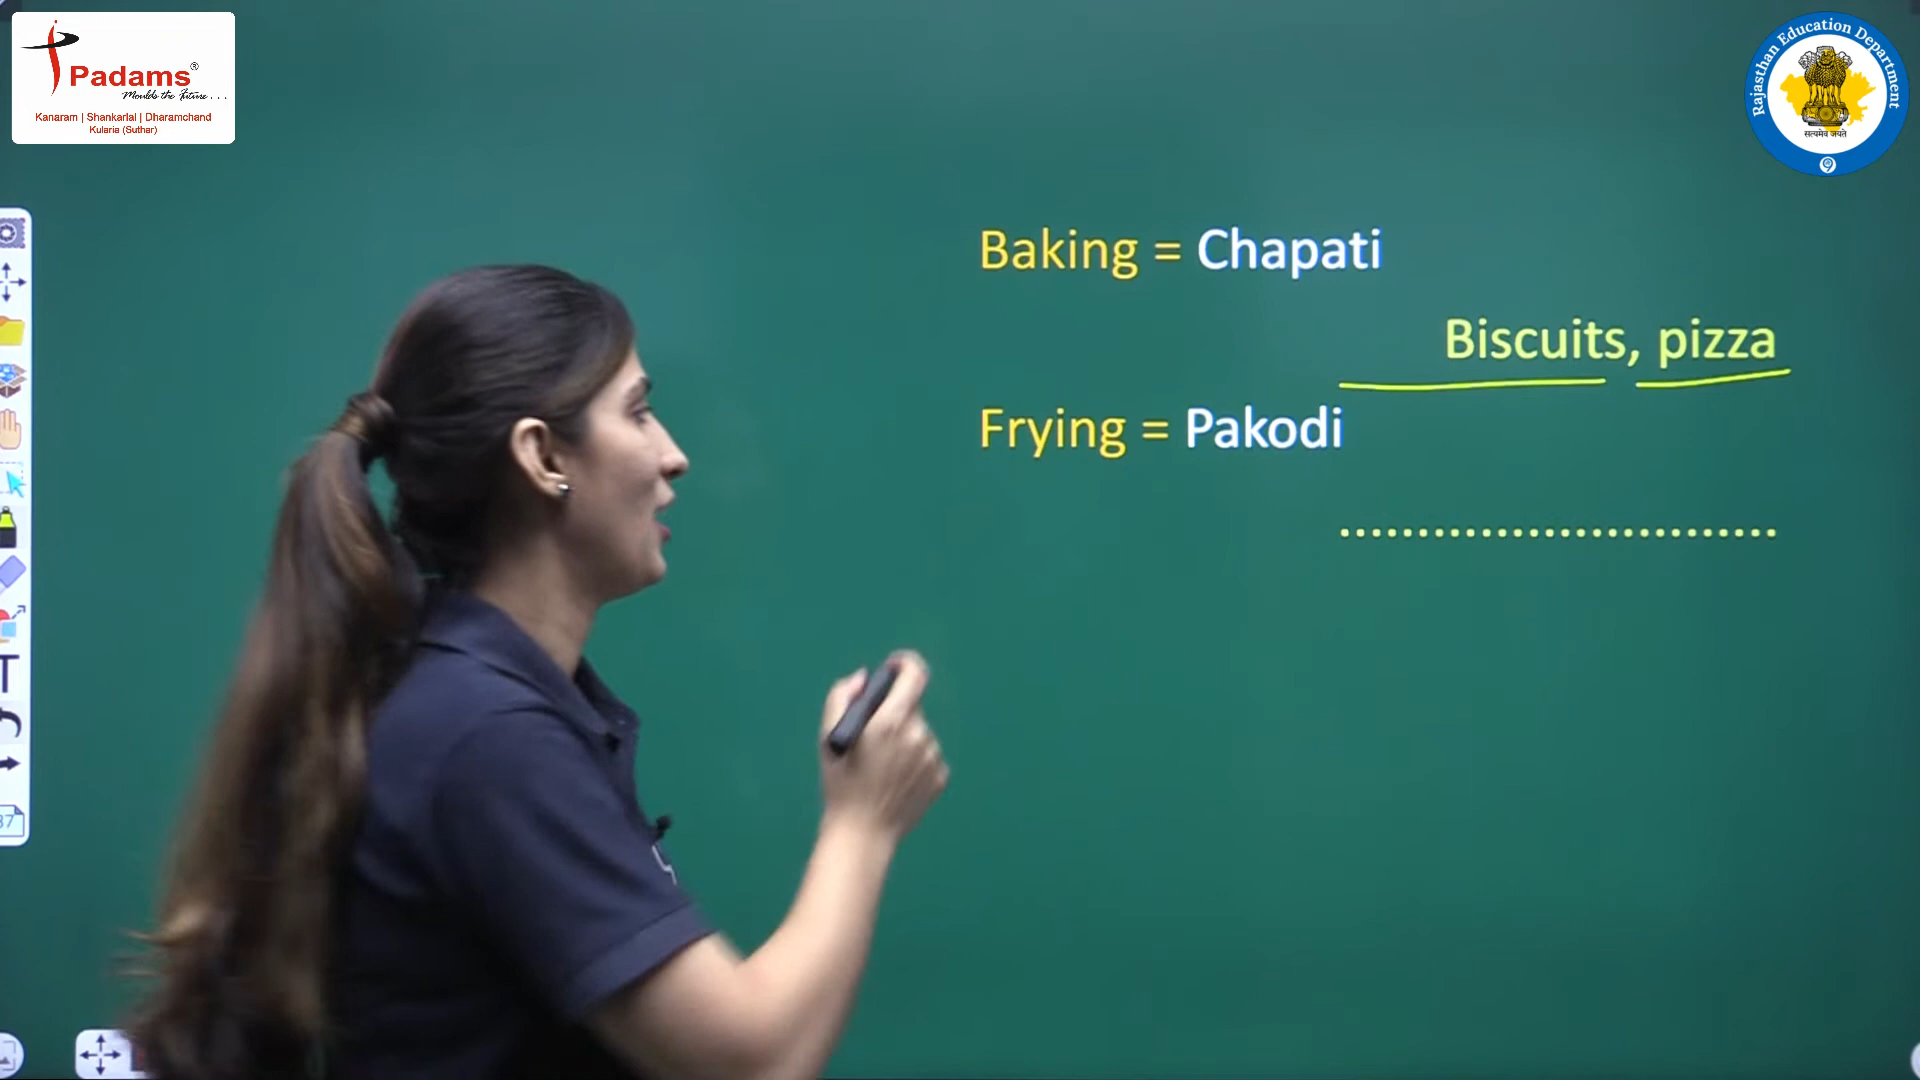 Padams®
Moulds the Future . . .
Kanaram | Shankarlal | Dharamchand
Kularia (Suthar)
Rajasthan Education Department
सत्यमेव जयते
Baking = Chapati
Biscuits, pizza
Frying = Pakodi
............................
T
37